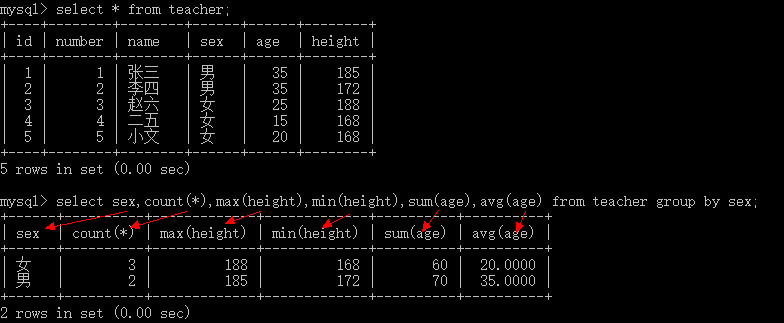 mysql> select * from teacher;
+----+--------+------+-----+-----+--------+
| id | number | name | sex | age | height |
+----+--------+------+-----+-----+--------+
| 1 | 1 | 张三 | 男 | 35 | 185 |
| 2 | 2 | 李四 | 男 | 35 | 172 |
| 3 | 3 | 赵六 | 女 | 25 | 188 |
| 4 | 4 | 二五 | 女 | 15 | 168 |
| 5 | 5 | 小文 | 女 | 20 | 168 |
+----+--------+------+-----+-----+--------+
5 rows in set (0.00 sec)
mysql> select sex,count(*),max(height),min(height),sum(age),avg(age) from teacher group by sex;
+-----+----------+-------------+-------------+----------+----------+
| sex | count(*) | max(height) | min(height) | sum(age) | avg(age) |
+-----+----------+-------------+-------------+----------+----------+
| 女 | 3 | 188 | 168 | 60 | 20.0000 |
| 男 | 2 | 185 | 172 | 70 | 35.0000 |
+-----+----------+-------------+-------------+----------+----------+
2 rows in set (0.00 sec)